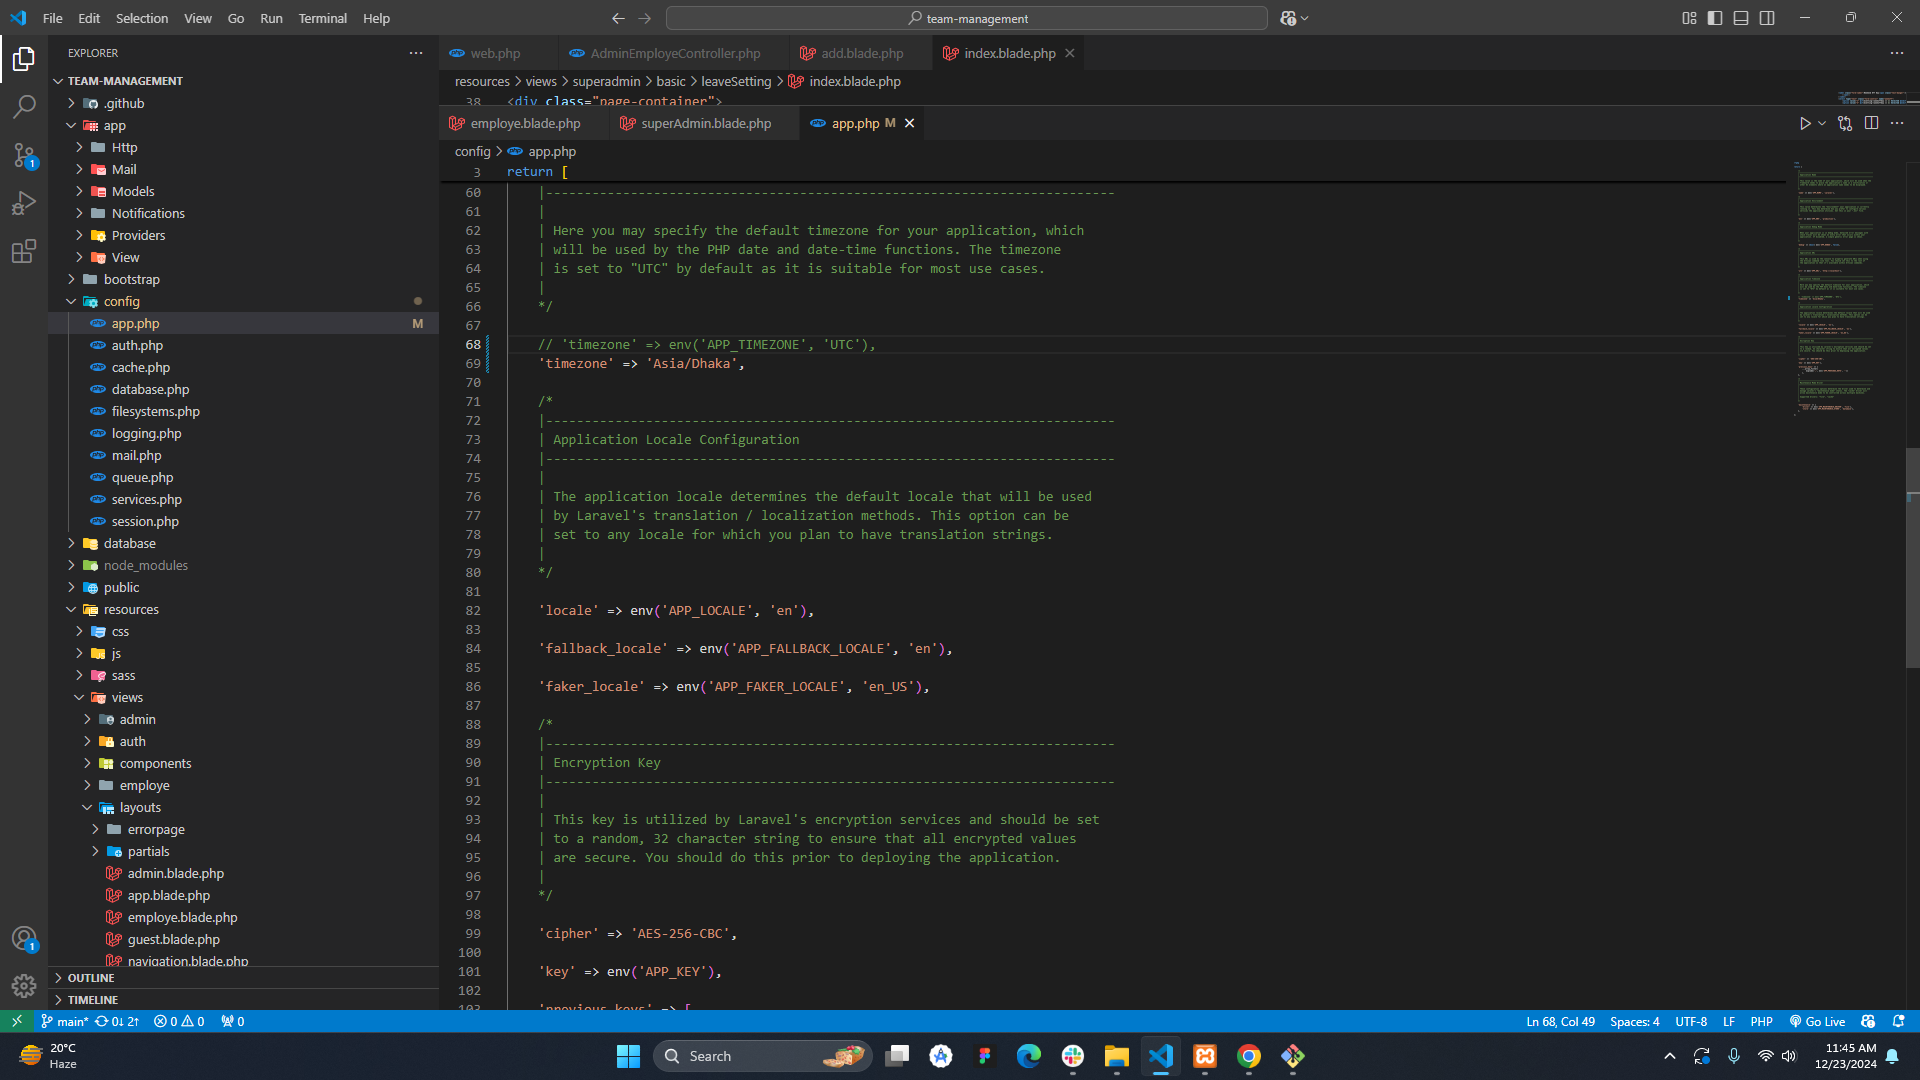 File Edit Selection View Go Run Terminal Help
team-management
EXPLORER
TEAM-MANAGEMENT
.github
app
Http
Mail
Models
Notifications
Providers
View
bootstrap
config
app.php M
auth.php
cache.php
database.php
filesystems.php
logging.php
mail.php
queue.php
services.php
session.php
database
node_modules
public
resources
css
js
sass
views
admin
auth
components
employe
layouts
errorpage
partials
admin.blade.php
app.blade.php
employe.blade.php
guest.blade.php
navigation.blade.php
OUTLINE
TIMELINE
web.php AdminEmployeController.php add.blade.php index.blade.php
resources > views > superadmin > basic > leaveSetting > index.blade.php
38 <div class="page-container">
employe.blade.php superAdmin.blade.php app.php M
config > app.php
3 return [
60 |--------------------------------------------------------------------------
61 |
62 | Here you may specify the default timezone for your application, which
63 | will be used by the PHP date and date-time functions. The timezone
64 | is set to "UTC" by default as it is suitable for most use cases.
65 |
66 */
67
68 // 'timezone' => env('APP_TIMEZONE', 'UTC'),
69 'timezone' => 'Asia/Dhaka',
70
71 /*
72 |--------------------------------------------------------------------------
73 | Application Locale Configuration
74 |--------------------------------------------------------------------------
75 |
76 | The application locale determines the default locale that will be used
77 | by Laravel's translation / localization methods. This option can be
78 | set to any locale for which you plan to have translation strings.
79 |
80 */
81
82 'locale' => env('APP_LOCALE', 'en'),
83
84 'fallback_locale' => env('APP_FALLBACK_LOCALE', 'en'),
85
86 'faker_locale' => env('APP_FAKER_LOCALE', 'en_US'),
87
88 /*
89 |--------------------------------------------------------------------------
90 | Encryption Key
91 |--------------------------------------------------------------------------
92 |
93 | This key is utilized by Laravel's encryption services and should be set
94 | to a random, 32 character string to ensure that all encrypted values
95 | are secure. You should do this prior to deploying the application.
96 |
97 */
98
99 'cipher' => 'AES-256-CBC',
100
101 'key' => env('APP_KEY'),
102
103 'previous_keys' => [
1
1
main* 0↓ 2↑ 0 0 0
Ln 68, Col 49 Spaces: 4 UTF-8 LF PHP Go Live
20°C
Haze
Search
11:45 AM
12/23/2024